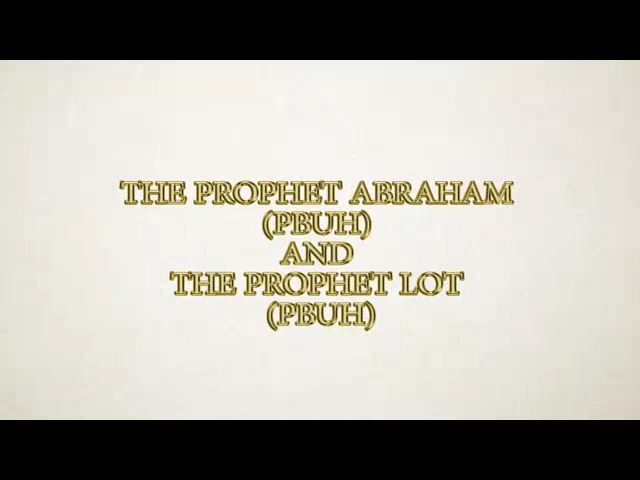 THE PROPHET ABRAHAM
(PBUH)
AND
THE PROPHET LOT
(PBUH)